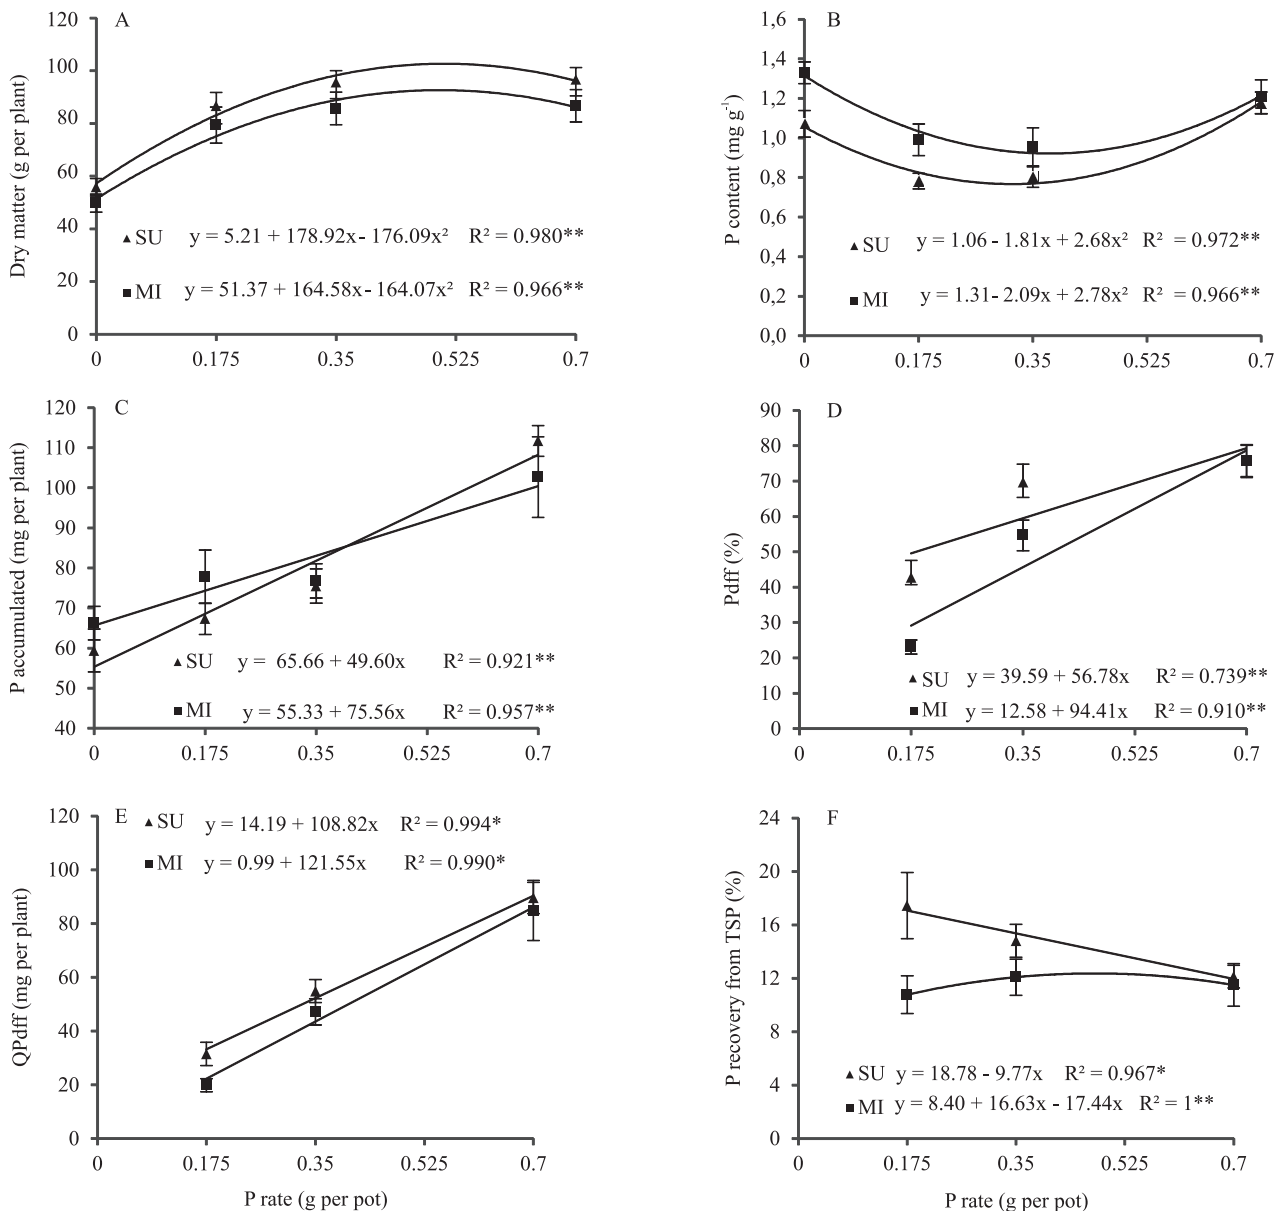 A
Dry matter (g per plant)
120
100
80
60
40
20
0
▲ SU y = 5.21 + 178.92x - 176.09x² R² = 0.980**
■ MI y = 51.37 + 164.58x - 164.07x² R² = 0.966**
0 0.175 0.35 0.525 0.7
B
P content (mg g⁻¹)
1,6
1,4
1.2
1.0
0.8
0,6
0,4
0,2
0,0
▲ SU y = 1.06 - 1.81x + 2.68x² R² = 0.972**
■ MI y = 1.31- 2.09x + 2.78x² R² = 0.966**
0 0.175 0.35 0.525 0.7
C
P accumulated (mg per plant)
120
110
100
90
80
70
60
50
40
▲ SU y = 65.66 + 49.60x R² = 0.921**
■ MI y = 55.33 + 75.56x R² = 0.957**
0 0.175 0.35 0.525 0.7
D
Pdff (%)
90
80
70
60
50
40
30
20
10
0
▲ SU y = 39.59 + 56.78x R² = 0.739**
■ MI y = 12.58 + 94.41x R² = 0.910**
0 0.175 0.35 0.525 0.7
E
QPdff (mg per plant)
120
100
80
60
40
20
0
▲ SU y = 14.19 + 108.82x R² = 0.994*
■ MI y = 0.99 + 121.55x R² = 0.990*
0 0.175 0.35 0.525 0.7
P rate (g per pot)
F
P recovery from TSP (%)
24
20
16
12
8
4
0
▲ SU y = 18.78 - 9.77x R² = 0.967*
■ MI y = 8.40 + 16.63x - 17.44x R² = 1**
0 0.175 0.35 0.525 0.7
P rate (g per pot)